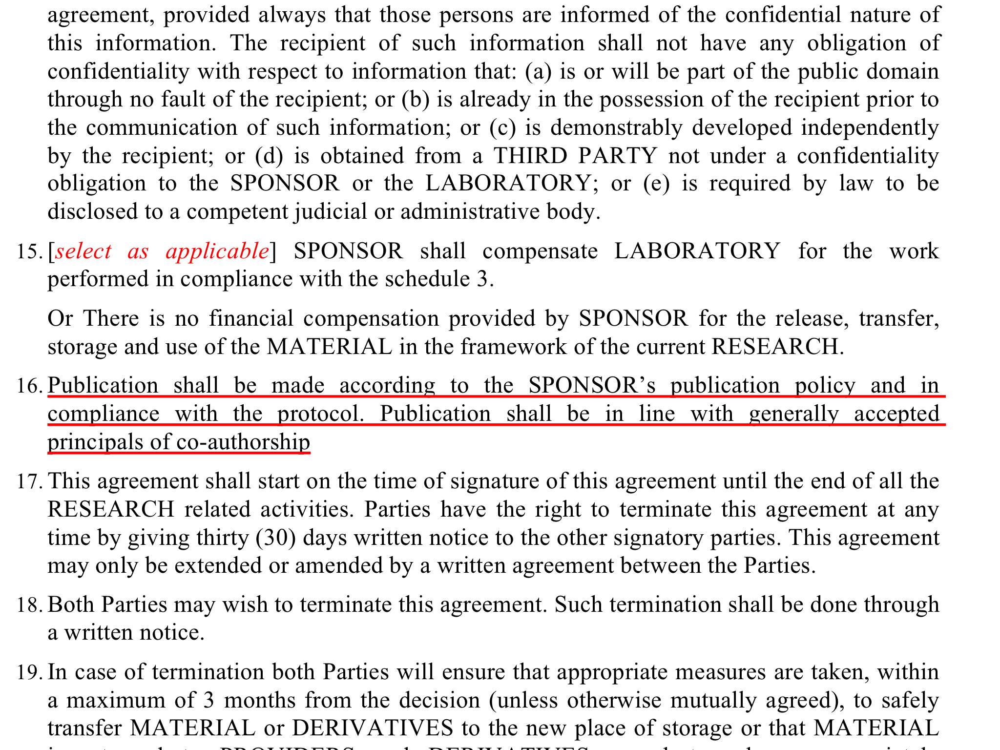 agreement, provided always that those persons are informed of the confidential nature of
this information. The recipient of such information shall not have any obligation of
confidentiality with respect to information that: (a) is or will be part of the public domain
through no fault of the recipient; or (b) is already in the possession of the recipient prior to
the communication of such information; or (c) is demonstrably developed independently
by the recipient; or (d) is obtained from a THIRD PARTY not under a confidentiality
obligation to the SPONSOR or the LABORATORY; or (e) is required by law to be
disclosed to a competent judicial or administrative body.
15. [select as applicable] SPONSOR shall compensate LABORATORY for the work
performed in compliance with the schedule 3.
Or There is no financial compensation provided by SPONSOR for the release, transfer,
storage and use of the MATERIAL in the framework of the current RESEARCH.
16. Publication shall be made according to the SPONSOR’s publication policy and in
compliance with the protocol. Publication shall be in line with generally accepted
principals of co-authorship
17. This agreement shall start on the time of signature of this agreement until the end of all the
RESEARCH related activities. Parties have the right to terminate this agreement at any
time by giving thirty (30) days written notice to the other signatory parties. This agreement
may only be extended or amended by a written agreement between the Parties.
18. Both Parties may wish to terminate this agreement. Such termination shall be done through
a written notice.
19. In case of termination both Parties will ensure that appropriate measures are taken, within
a maximum of 3 months from the decision (unless otherwise mutually agreed), to safely
transfer MATERIAL or DERIVATIVES to the new place of storage or that MATERIAL